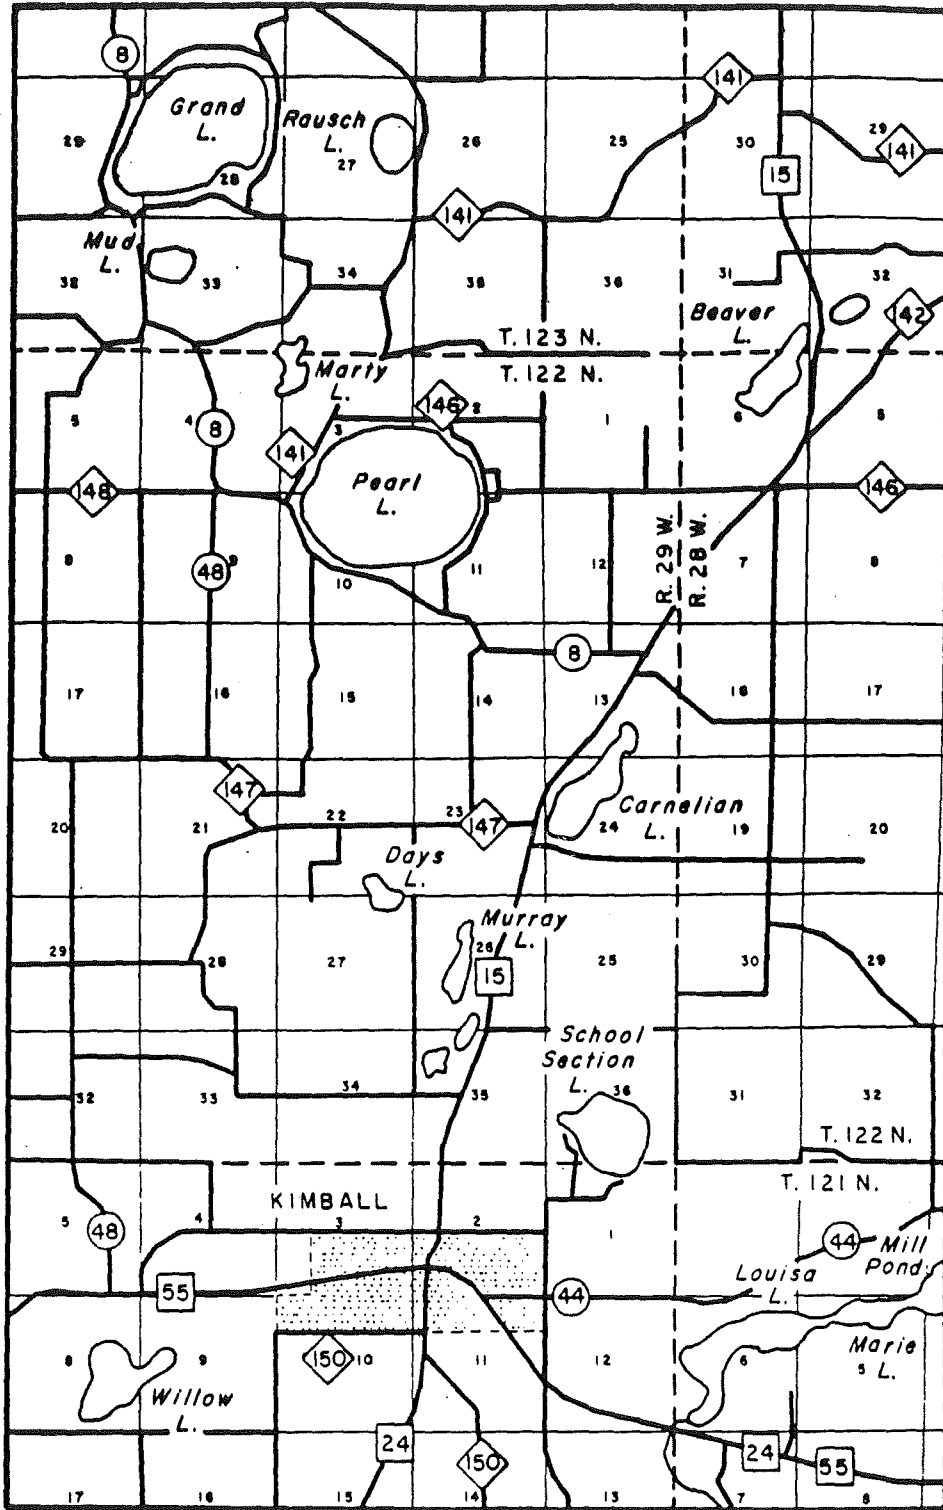 8
141
Grand
L.
Rausch
L.
29
27
26
25
30
29
141
15
28
141
Mud
L.
32
33
34
35
36
31
32
Beaver
L.
142
T. 123 N.
T. 122 N.
Marty
L.
146
5
4
8
3
2
1
6
5
141
148
Pearl
L.
146
R. 29 W.
R. 28 W.
8
48
9
10
11
12
7
8
8
17
16
15
14
13
18
17
147
20
21
22
23
147
24
Carnelian
L.
19
20
Days
L.
Murray
L.
29
28
27
26
15
25
30
29
School
Section
L.
36
32
33
34
35
31
32
T. 122 N.
T. 121 N.
KIMBALL
5
48
4
3
2
1
44
Mill
Pond
55
44
Louisa
L.
8
9
150
10
11
12
6
Marie
5 L.
Willow
L.
24
150
24
55
17
16
15
14
13
7
8